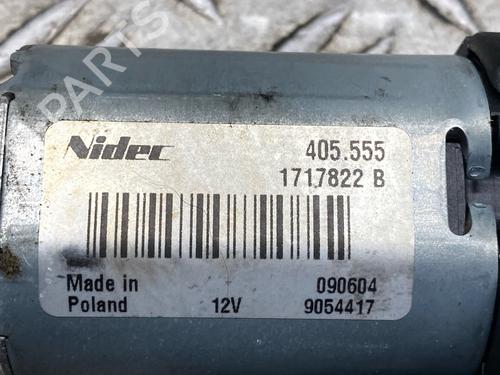 Nidec
405.555
1717822 B
Made in
Poland
12V
090604
9054417
PARTS